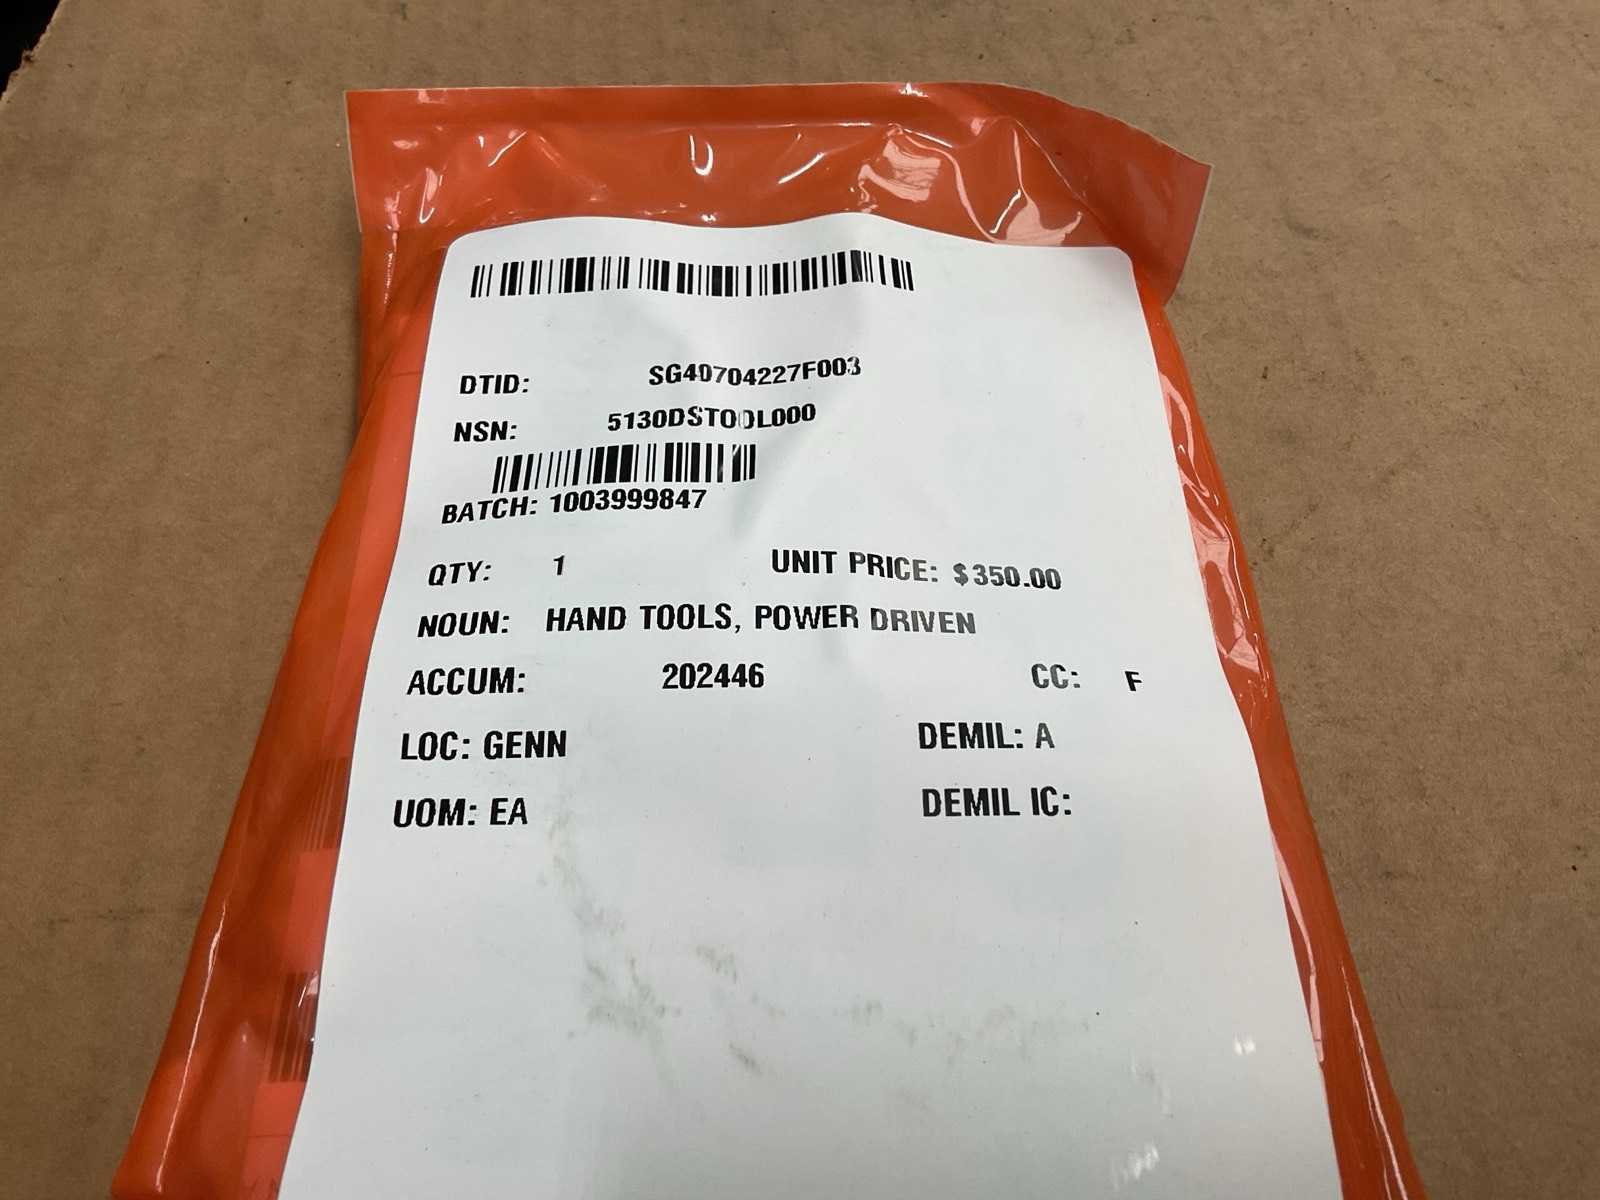 DTID: SG40704227F003
NSN: 5130DSTOOL000
BATCH: 1003999847
QTY: 1 UNIT PRICE: $350.00
NOUN: HAND TOOLS, POWER DRIVEN
ACCUM: 202446 CC: F
LOC: GENN DEMIL: A
UOM: EA DEMIL IC: